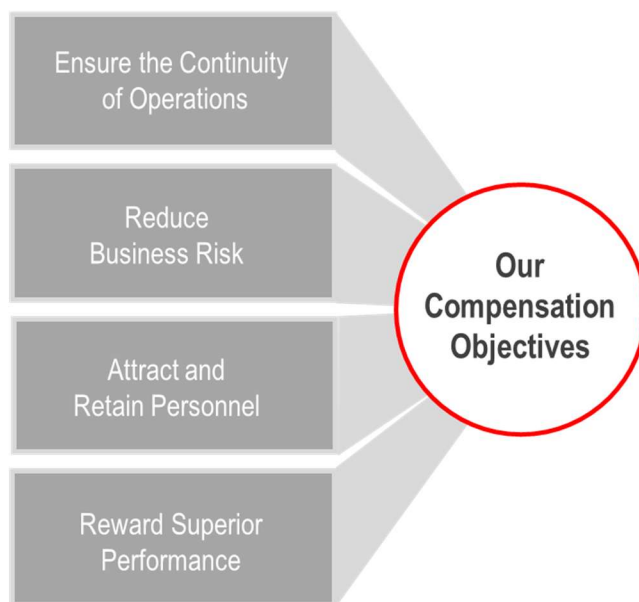 Ensure the Continuity
of Operations
Reduce
Business Risk
Attract and
Retain Personnel
Reward Superior
Performance
Our
Compensation
Objectives